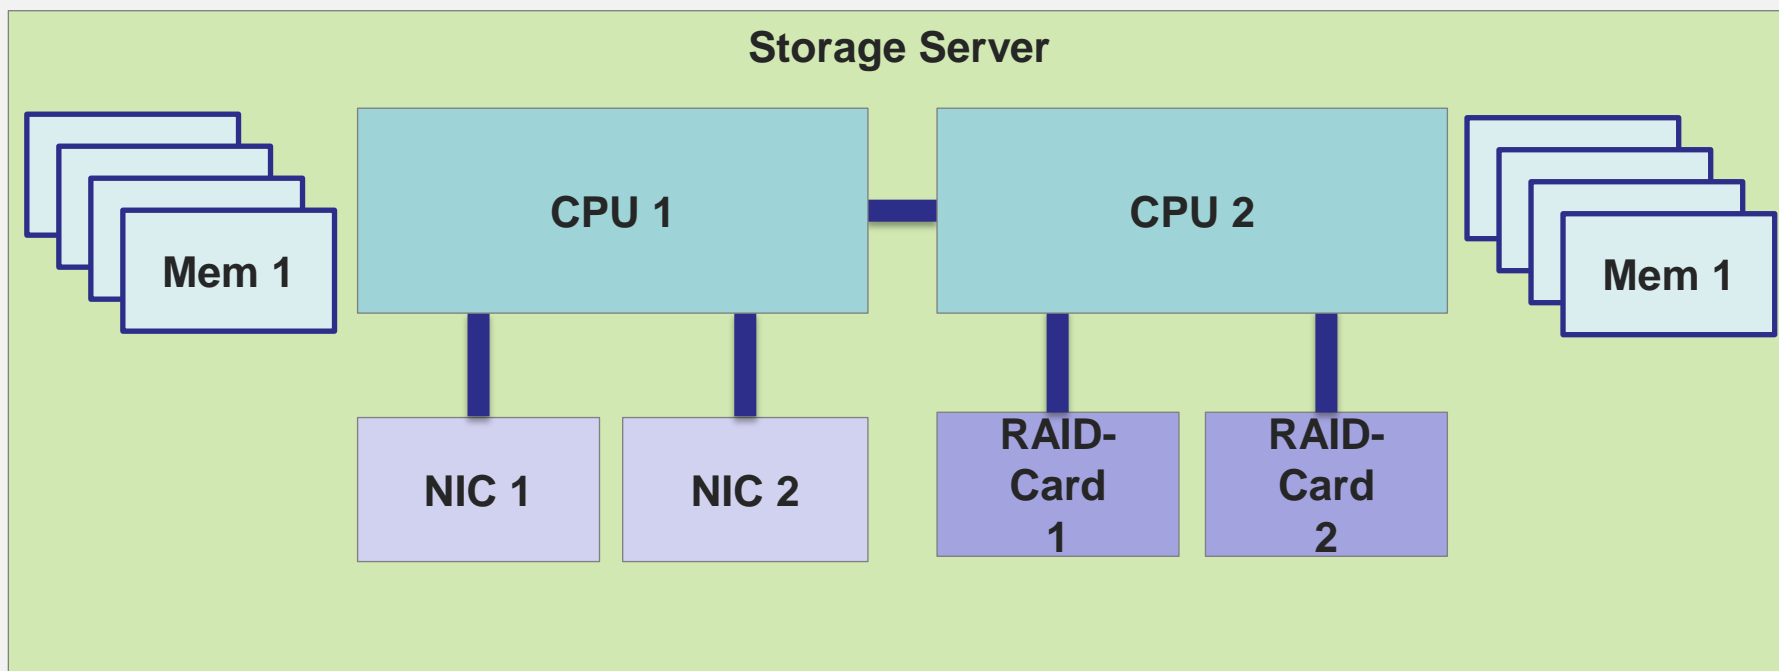 Storage Server
CPU 1
CPU 2
Mem 1
Mem 1
NIC 1
NIC 2
RAID-
Card
1
RAID-
Card
2